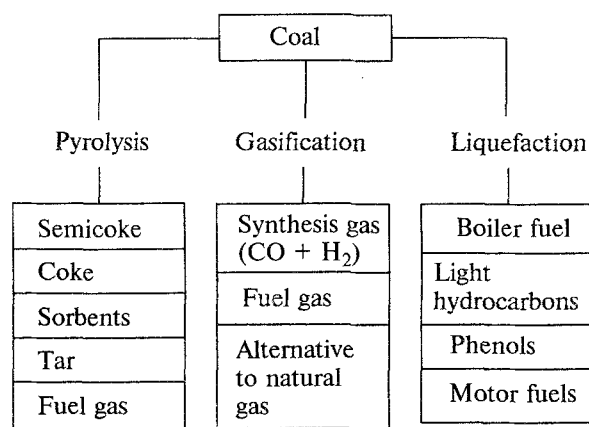 Coal
Pyrolysis
Gasification
Liquefaction
Semicoke
Coke
Sorbents
Tar
Fuel gas
Synthesis gas
(CO + H₂)
Fuel gas
Alternative
to natural
gas
Boiler fuel
Light
hydrocarbons
Phenols
Motor fuels